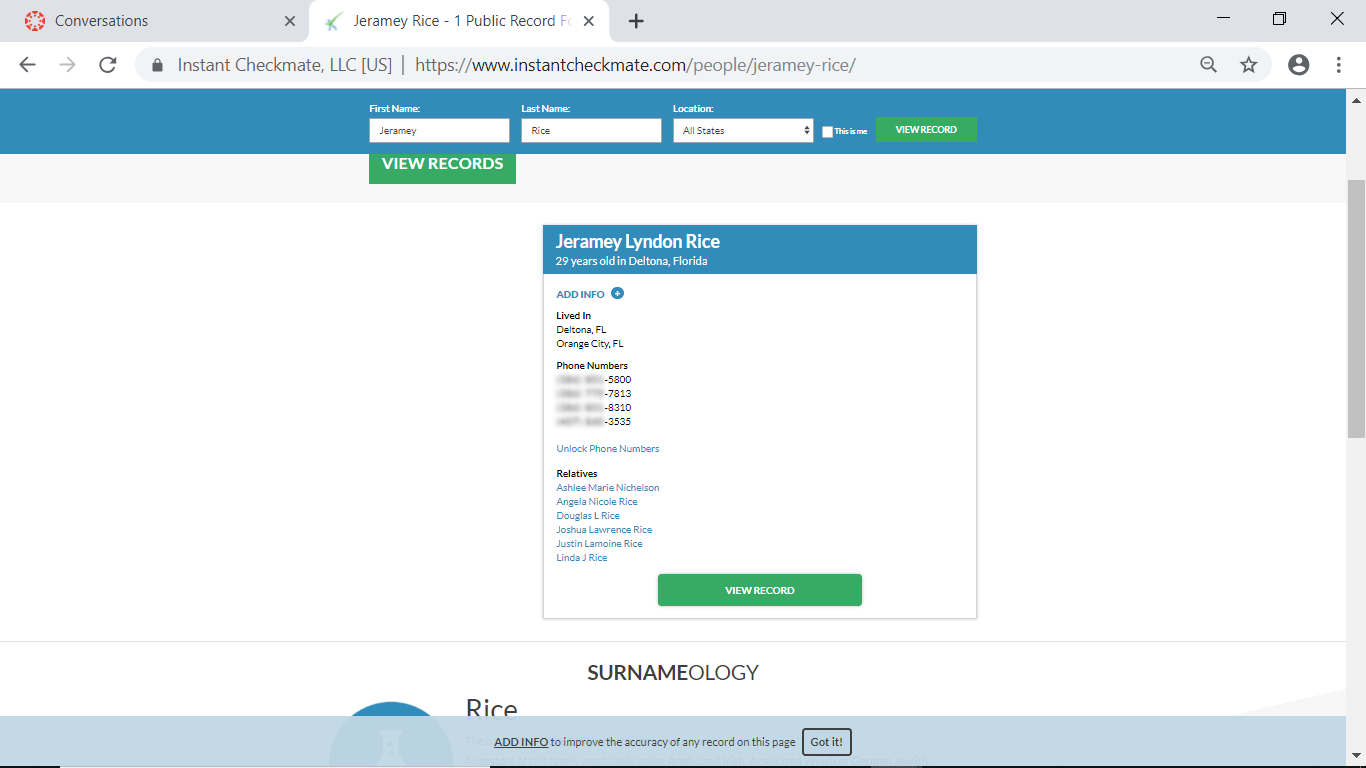 Conversations
Jeramey Rice - 1 Public Record Fo
Instant Checkmate, LLC [US] | https://www.instantcheckmate.com/people/jeramey-rice/
First Name: Last Name: Location:
Jeramey Rice All States This is me VIEW RECORD
VIEW RECORDS
Jeramey Lyndon Rice
29 years old in Deltona, Florida
ADD INFO
Lived In
Deltona, FL
Orange City, FL
Phone Numbers
-5800
-7813
-8310
-3535
Unlock Phone Numbers
Relatives
Ashlee Marie Nichelson
Angela Nicole Rice
Douglas L Rice
Joshua Lawrence Rice
Justin Lamoine Rice
Linda J Rice
VIEW RECORD
SURNAMEOLOGY
Rice
ADD INFO to improve the accuracy of any record on this page Got it!